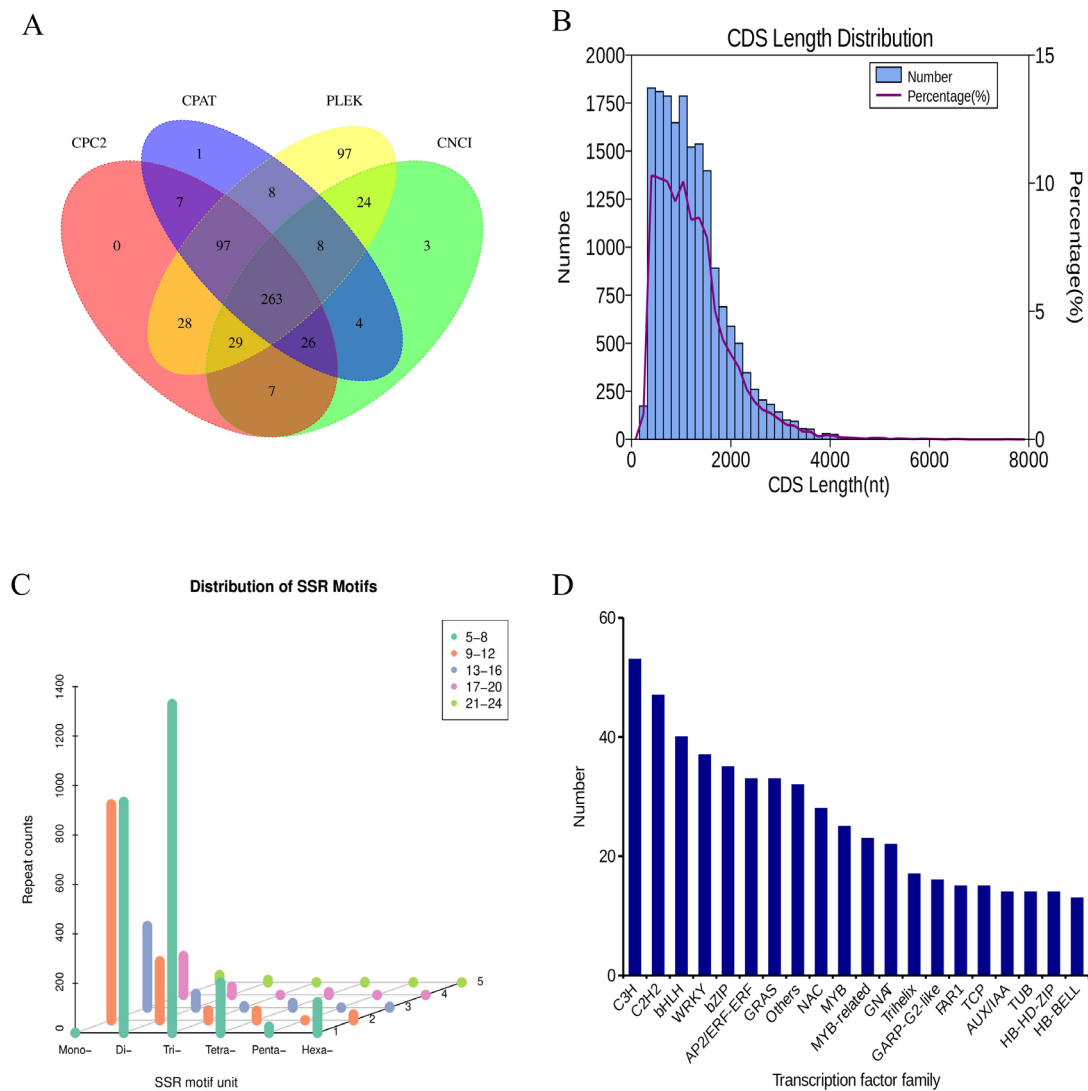 A
CPAT
PLEK
CPC2
CNCI
1
97
7
8
24
0
97
8
3
263
28
4
29
26
7
B
CDS Length Distribution
Number
Percentage(%)
2000
1750
1500
1250
1000
750
500
250
0
Numbe
15
10
5
0
Percentage(%)
0
2000
4000
6000
8000
CDS Length(nt)
C
Distribution of SSR Motifs
5–8
9–12
13–16
17–20
21–24
1400
1200
1000
800
600
400
200
0
Repeat counts
5
4
3
2
1
Mono–
Di–
Tri–
Tetra–
Penta–
Hexa–
SSR motif unit
D
60
40
20
0
Number
C3H
C2H2
bHLH
WRKY
bZIP
AP2/ERF-ERF
GRAS
Others
NAC
MYB
MYB-related
GNAT
Trihelix
GARP-G2-like
FAR1
TCP
AUX/IAA
TUB
HB-HD-ZIP
HB-BELL
Transcription factor family